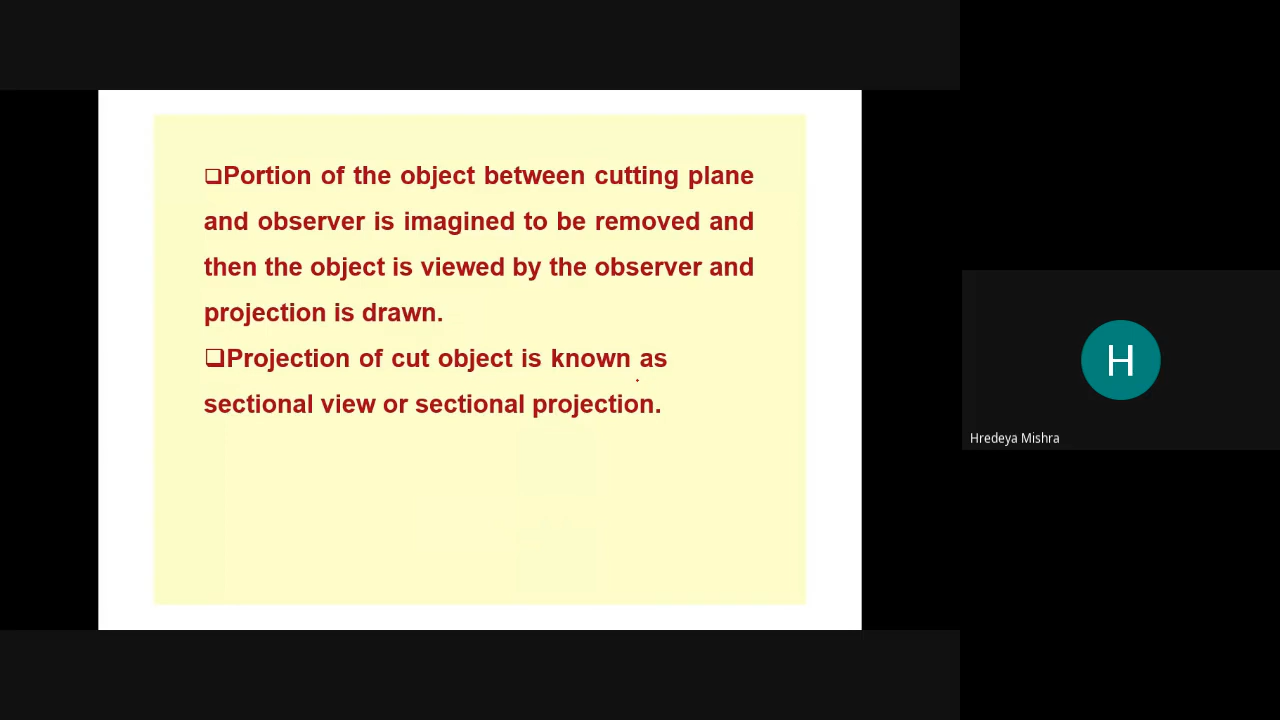 ❑Portion of the object between cutting plane
and observer is imagined to be removed and
then the object is viewed by the observer and
projection is drawn.
❑Projection of cut object is known as
sectional view or sectional projection.
H
Hredeya Mishra